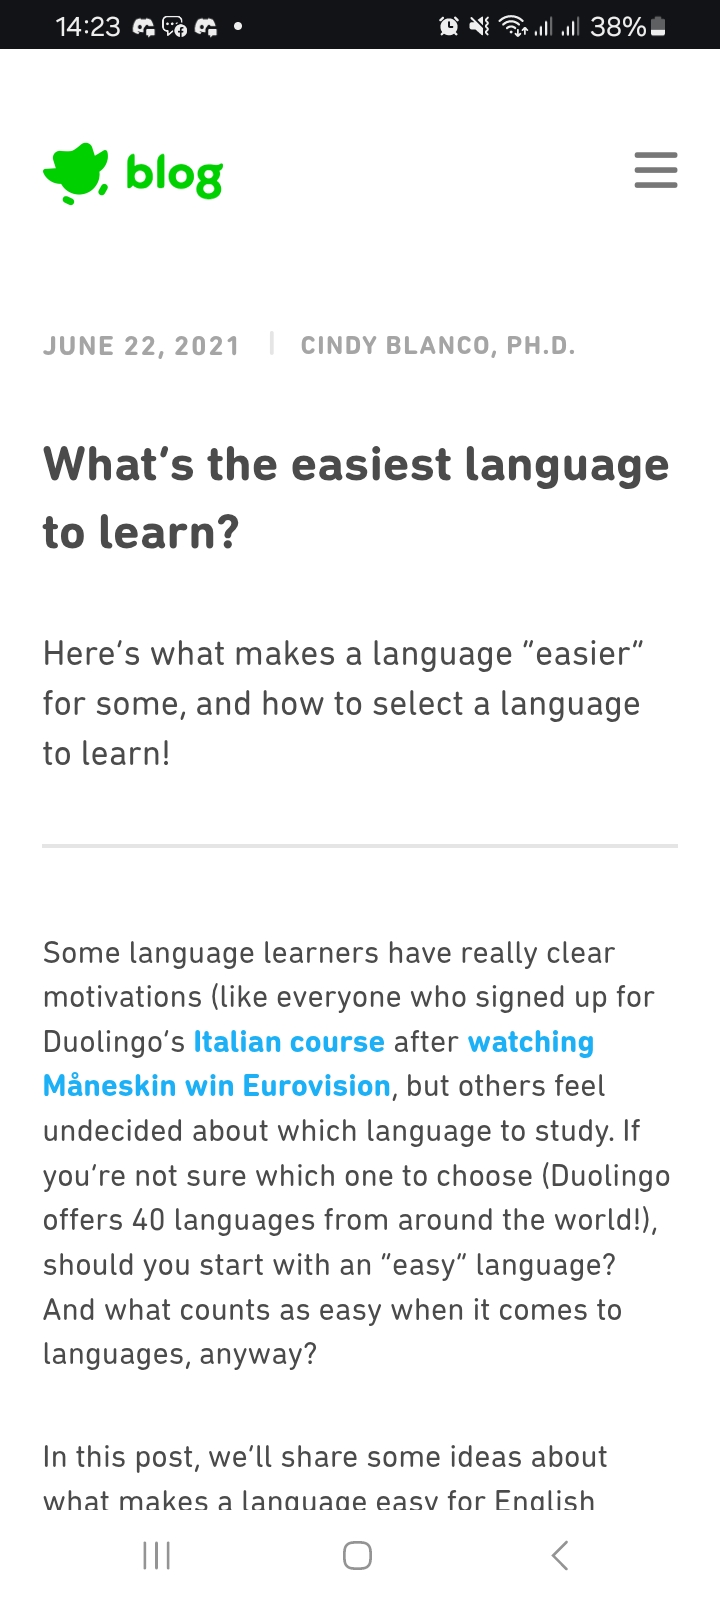 14:23
38%
blog
JUNE 22, 2021 | CINDY BLANCO, PH.D.
What's the easiest language
to learn?
Here's what makes a language "easier"
for some, and how to select a language
to learn!
Some language learners have really clear
motivations (like everyone who signed up for
Duolingo's Italian course after watching
Måneskin win Eurovision, but others feel
undecided about which language to study. If
you're not sure which one to choose (Duolingo
offers 40 languages from around the world!),
should you start with an "easy" language?
And what counts as easy when it comes to
languages, anyway?
In this post, we'll share some ideas about
what makes a language easy for English